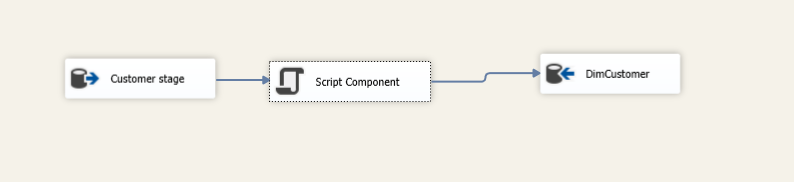 Customer stage
Script Component
DimCustomer